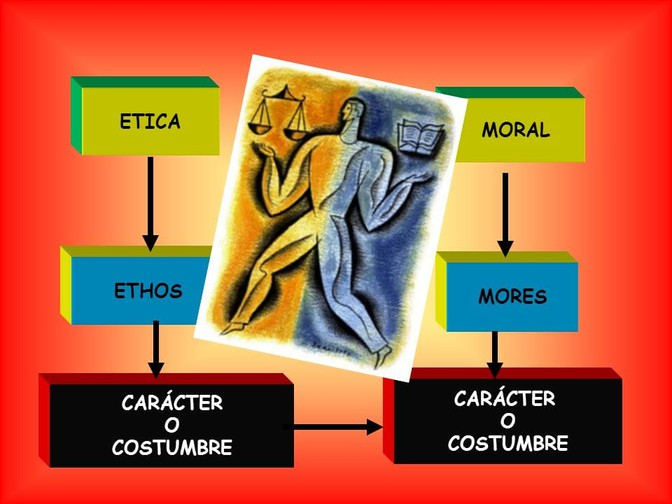 ETICA
MORAL
ETHOS
MORES
CARÁCTER
O
COSTUMBRE
CARÁCTER
O
COSTUMBRE